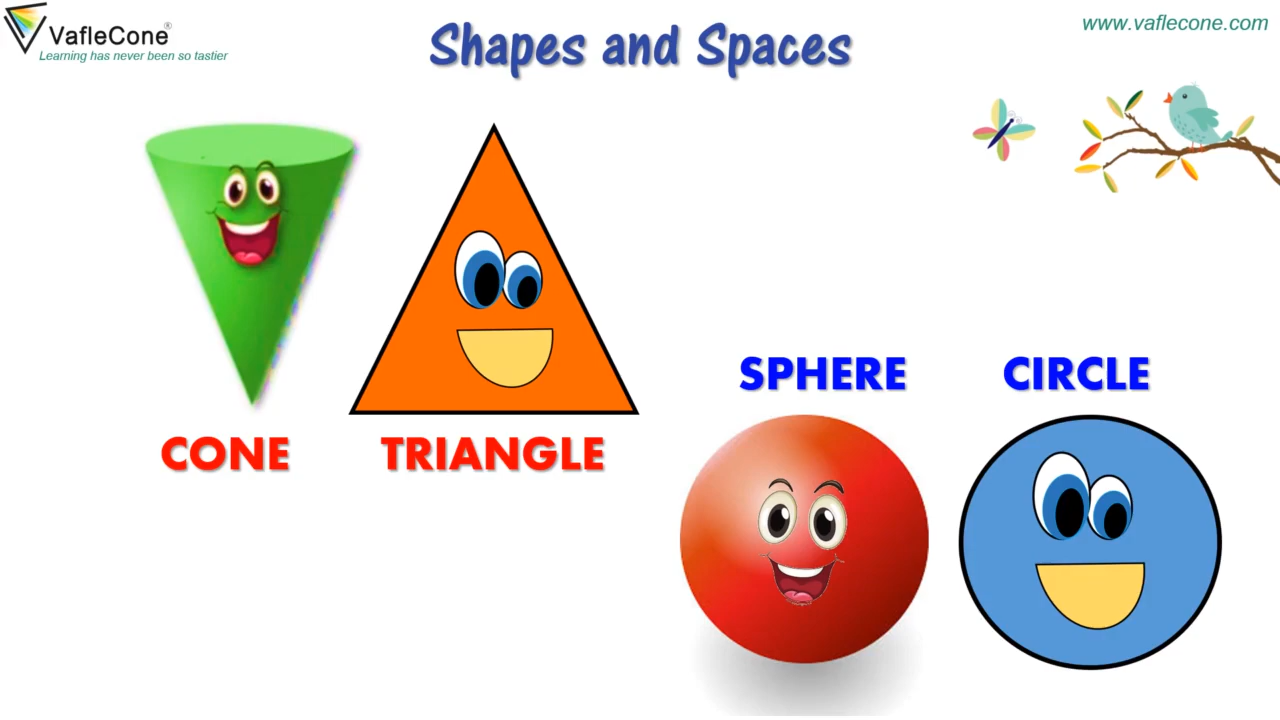 VafleCone®
Learning has never been so tastier
Shapes and Spaces
www.vaflecone.com
CONE
TRIANGLE
SPHERE
CIRCLE